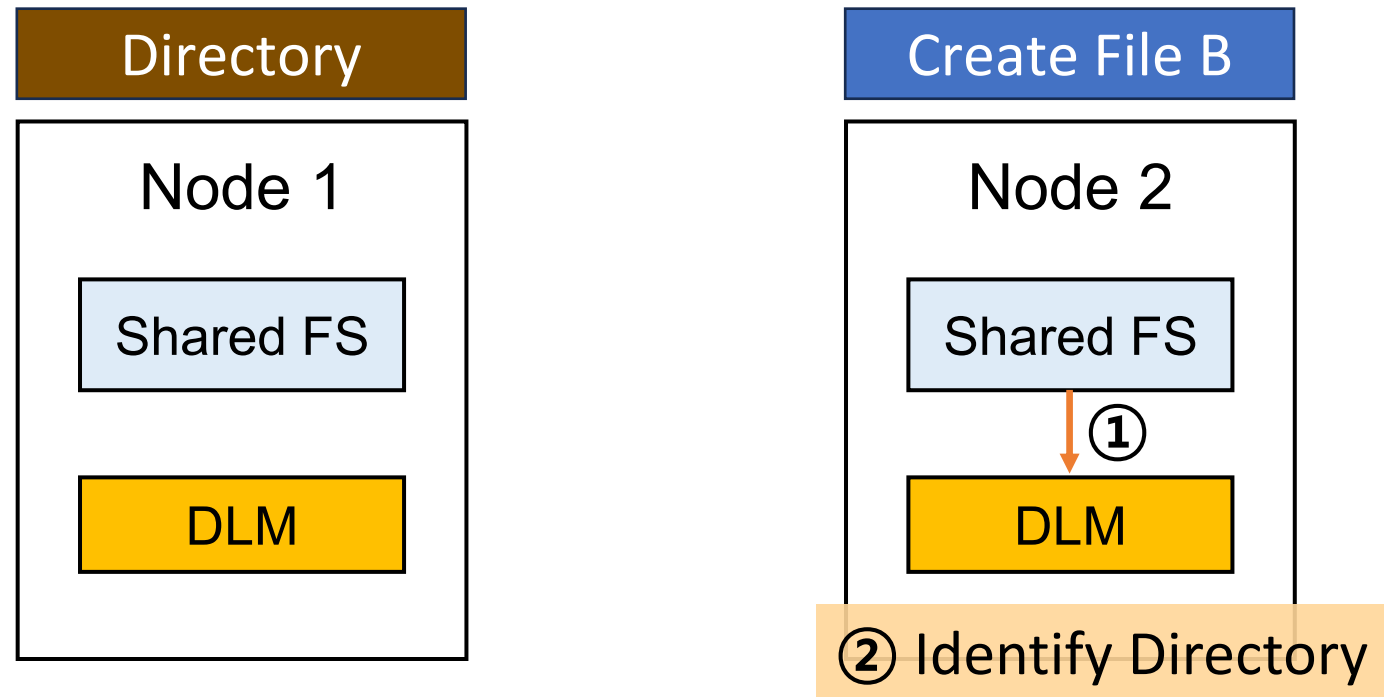 Directory
Create File B
Node 1
Node 2
Shared FS
Shared FS
①
DLM
DLM
② Identify Directory